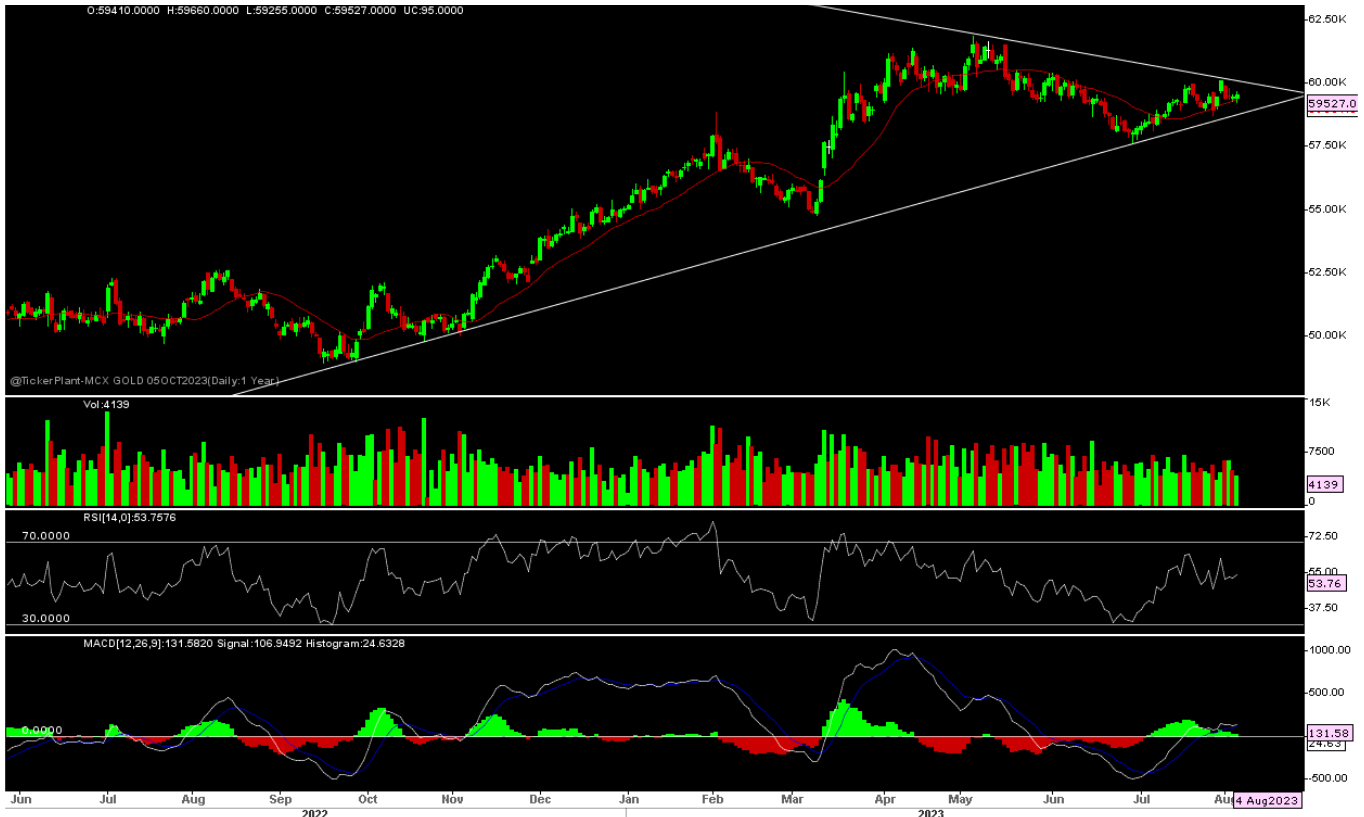 O:59410.0000 H:59660.0000 L:59255.0000 C:59527.0000 UC:95.0000
62.50K
60.00K
59527.0
57.50K
55.00K
52.50K
50.00K
@TickerPlant-MCX GOLD 05OCT2023(Daily:1 Year)
Vol:4139
15K
7500
4139
0
RSI[14,0]:53.7576
70.0000
72.50
55.00
53.76
37.50
30.0000
MACD[12,26,9]:131.5820 Signal:106.9492 Histogram:24.6328
1000.00
500.00
0.0000
131.58
24.63
-500.00
Jun Jul Aug Sep Oct Nov Dec Jan Feb Mar Apr May Jun Jul Aug 4 Aug2023
2022 2023